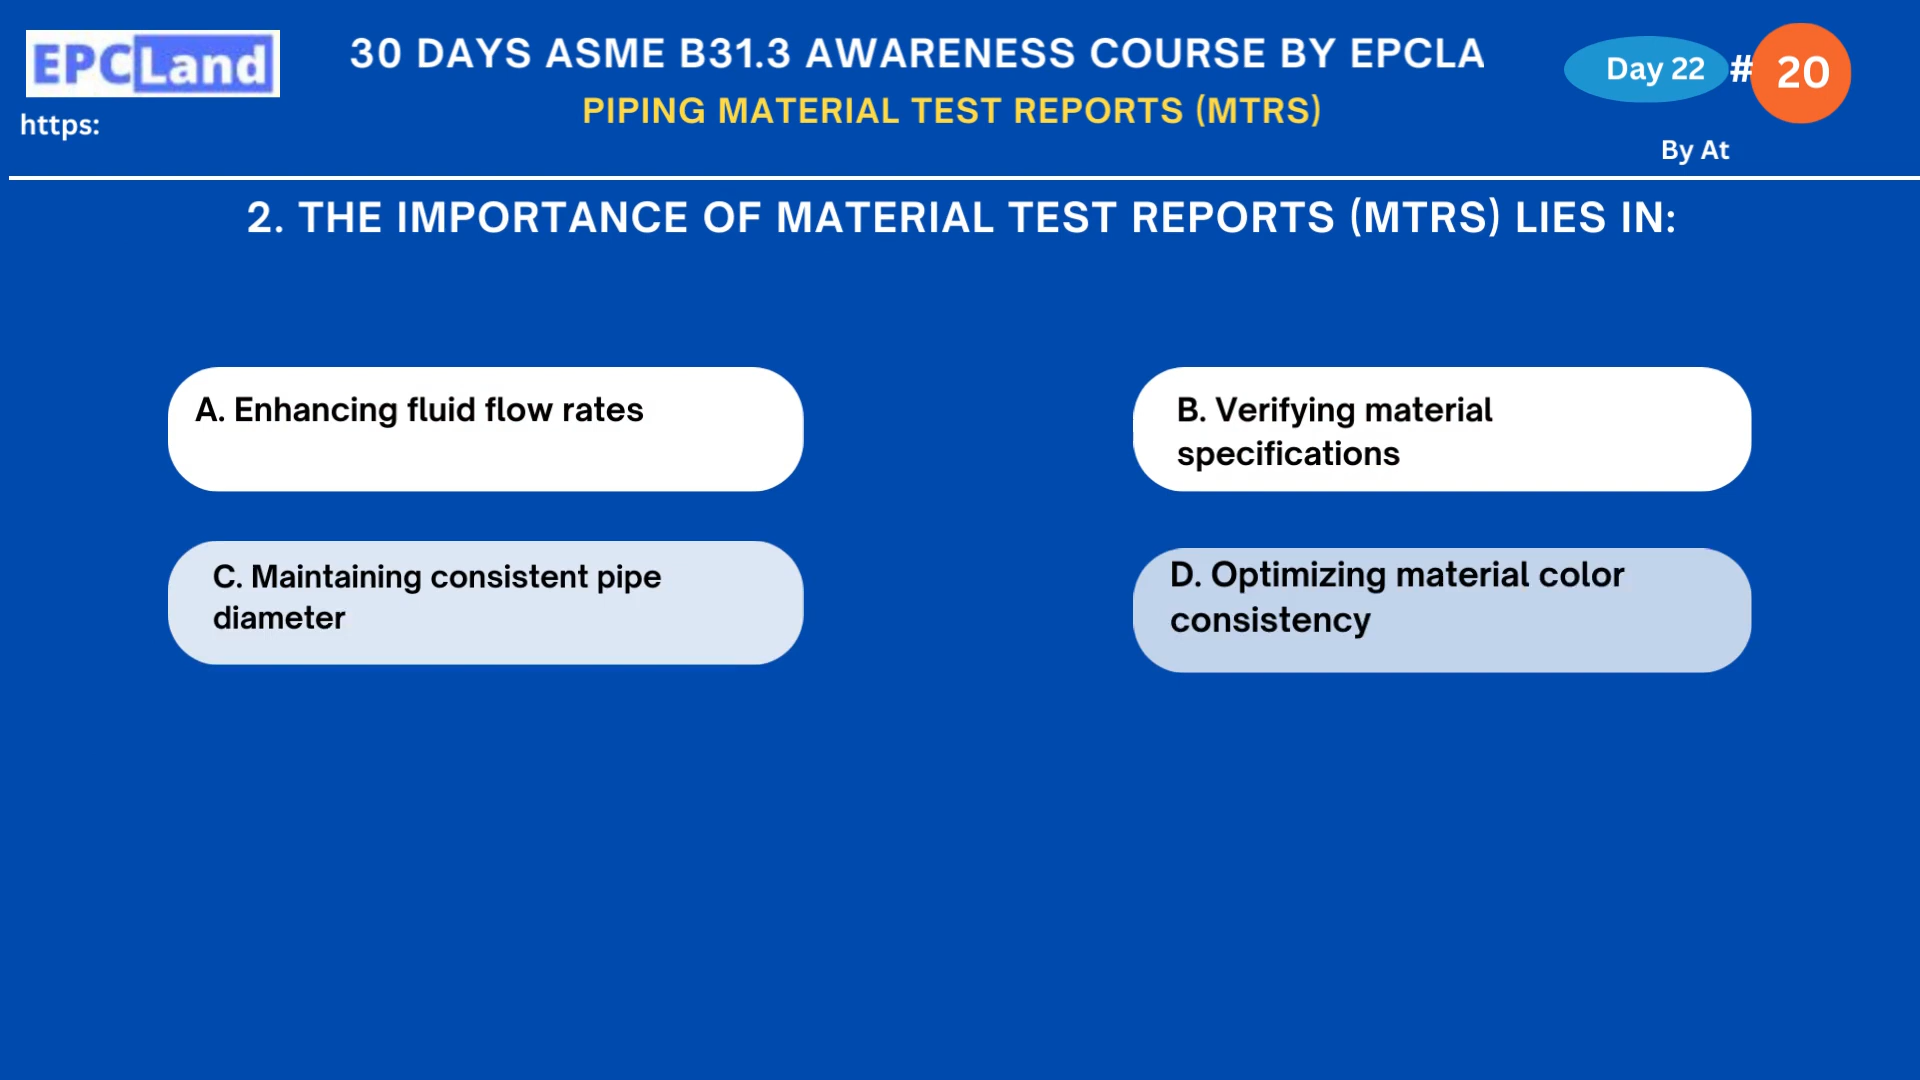 EPCLand
https:
30 DAYS ASME B31.3 AWARENESS COURSE BY EPCLA
PIPING MATERIAL TEST REPORTS (MTRS)
Day 22 # 20
By At
2. THE IMPORTANCE OF MATERIAL TEST REPORTS (MTRS) LIES IN:
A. Enhancing fluid flow rates
B. Verifying material
specifications
C. Maintaining consistent pipe
diameter
D. Optimizing material color
consistency